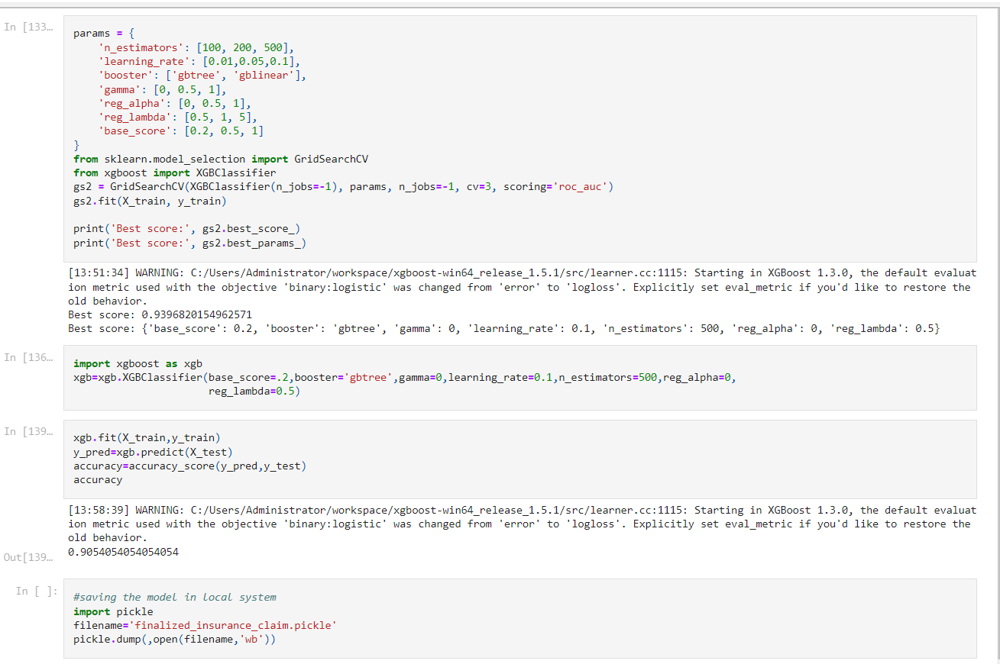 In [133…
params = {
    'n_estimators': [100, 200, 500],
    'learning_rate': [0.01,0.05,0.1],
    'booster': ['gbtree', 'gblinear'],
    'gamma': [0, 0.5, 1],
    'reg_alpha': [0, 0.5, 1],
    'reg_lambda': [0.5, 1, 5],
    'base_score': [0.2, 0.5, 1]
}
from sklearn.model_selection import GridSearchCV
from xgboost import XGBClassifier
gs2 = GridSearchCV(XGBClassifier(n_jobs=-1), params, n_jobs=-1, cv=3, scoring='roc_auc')
gs2.fit(X_train, y_train)
print('Best score:', gs2.best_score_)
print('Best score:', gs2.best_params_)
[13:51:34] WARNING: C:/Users/Administrator/workspace/xgboost-win64_release_1.5.1/src/learner.cc:1115: Starting in XGBoost 1.3.0, the default evaluat
ion metric used with the objective 'binary:logistic' was changed from 'error' to 'logloss'. Explicitly set eval_metric if you'd like to restore the
old behavior.
Best score: 0.9396820154962571
Best score: {'base_score': 0.2, 'booster': 'gbtree', 'gamma': 0, 'learning_rate': 0.1, 'n_estimators': 500, 'reg_alpha': 0, 'reg_lambda': 0.5}
In [136…
import xgboost as xgb
xgb=xgb.XGBClassifier(base_score=.2,booster='gbtree',gamma=0,learning_rate=0.1,n_estimators=500,reg_alpha=0,
                      reg_lambda=0.5)
In [139…
xgb.fit(X_train,y_train)
y_pred=xgb.predict(X_test)
accuracy=accuracy_score(y_pred,y_test)
accuracy
[13:58:39] WARNING: C:/Users/Administrator/workspace/xgboost-win64_release_1.5.1/src/learner.cc:1115: Starting in XGBoost 1.3.0, the default evaluat
ion metric used with the objective 'binary:logistic' was changed from 'error' to 'logloss'. Explicitly set eval_metric if you'd like to restore the
old behavior.
0.9054054054054054
Out[139…
In [ ]:
#saving the model in local system
import pickle
filename='finalized_insurance_claim.pickle'
pickle.dump(,open(filename,'wb'))